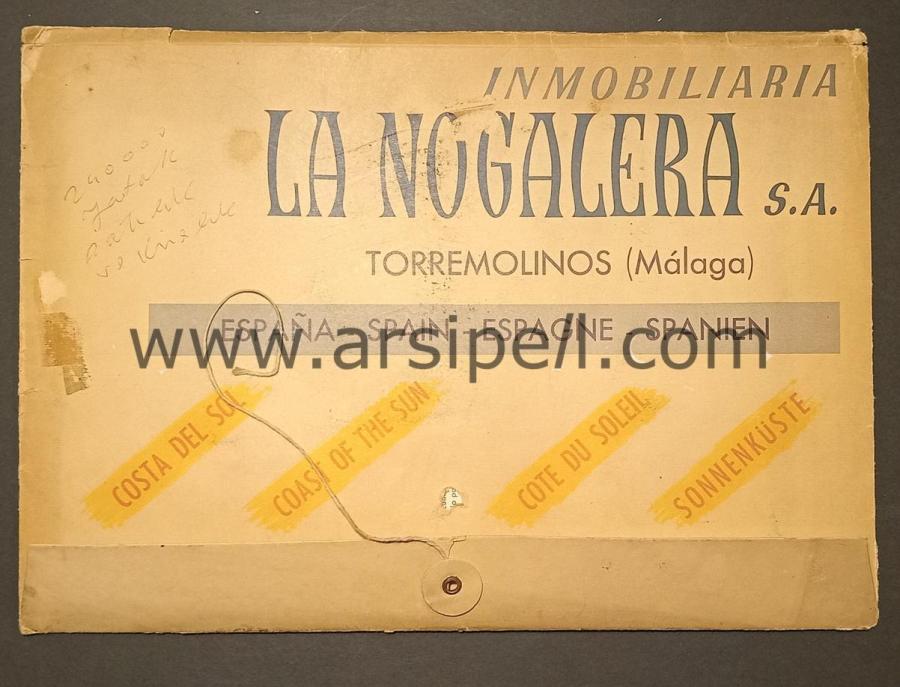 INMOBILIARIA
LA NOGALERA S.A.
TORREMOLINOS (Málaga)
ESPAÑA - SPAIN - ESPAGNE - SPANIEN
www.arsipe/l.com
COSTA DEL SOL
COAST OF THE SUN
COTE DU SOLEIL
SONNENKÜSTE